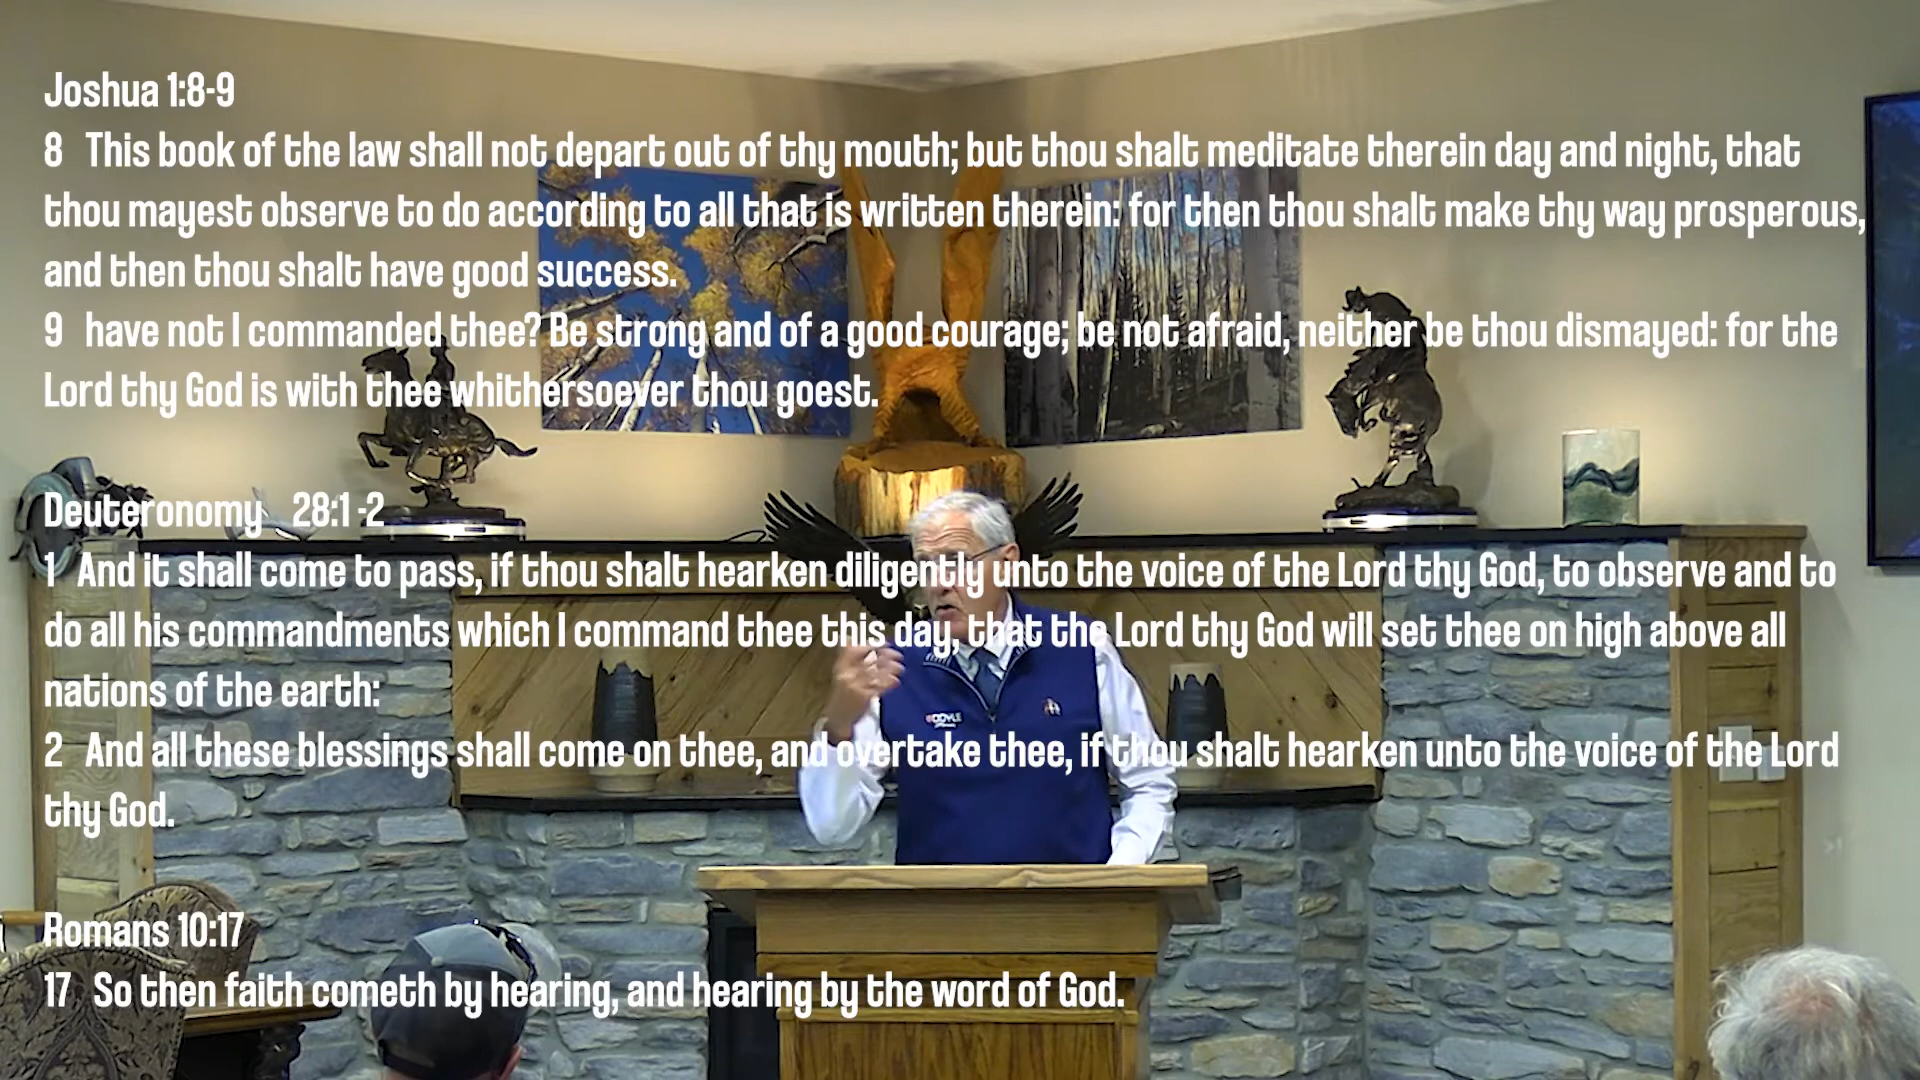 Joshua 1:8-9
8 This book of the law shall not depart out of thy mouth; but thou shalt meditate therein day and night, that
thou mayest observe to do according to all that is written therein: for then thou shalt make thy way prosperous,
and then thou shalt have good success.
9 have not I commanded thee? Be strong and of a good courage; be not afraid, neither be thou dismayed: for the
Lord thy God is with thee whithersoever thou goest.
Deuteronomy 28:1-2
1 And it shall come to pass, if thou shalt hearken diligently unto the voice of the Lord thy God, to observe and to
do all his commandments which I command thee this day, that the Lord thy God will set thee on high above all
nations of the earth:
2 And all these blessings shall come on thee, and overtake thee, if thou shalt hearken unto the voice of the Lord
thy God.
Romans 10:17
17 So then faith cometh by hearing, and hearing by the word of God.